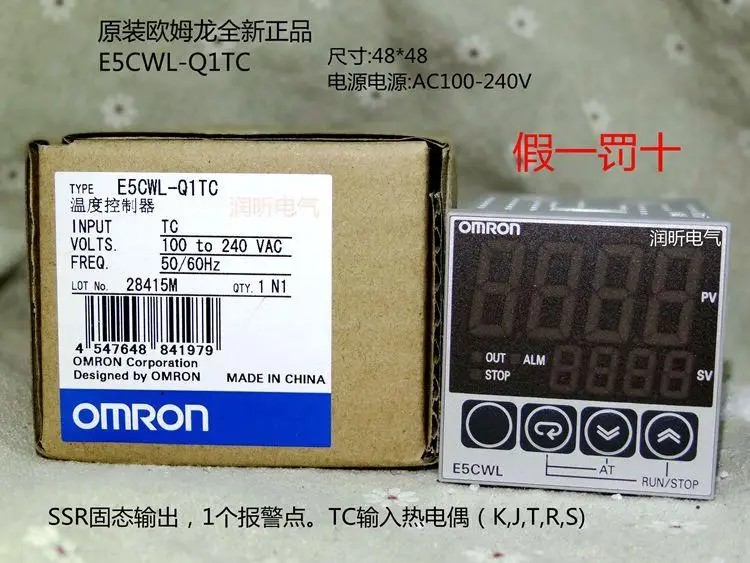 原装欧姆龙全新正品
E5CWL-Q1TC
尺寸:48*48
电源电源:AC100-240V
假一罚十
TYPE E5CWL-Q1TC
温度控制器
润昕电气
INPUT TC
VOLTS. 100 to 240 VAC
FREQ. 50/60Hz
LOT No. 28415M QTY. 1 N1
4 547648 841979
OMRON Corporation
Designed by OMRON
MADE IN CHINA
OMRON
OMRON
润昕电气
PV
OUT ALM
STOP
SV
E5CWL
AT
RUN/STOP
SSR固态输出，1个报警点。TC输入热电偶（K,J,T,R,S)